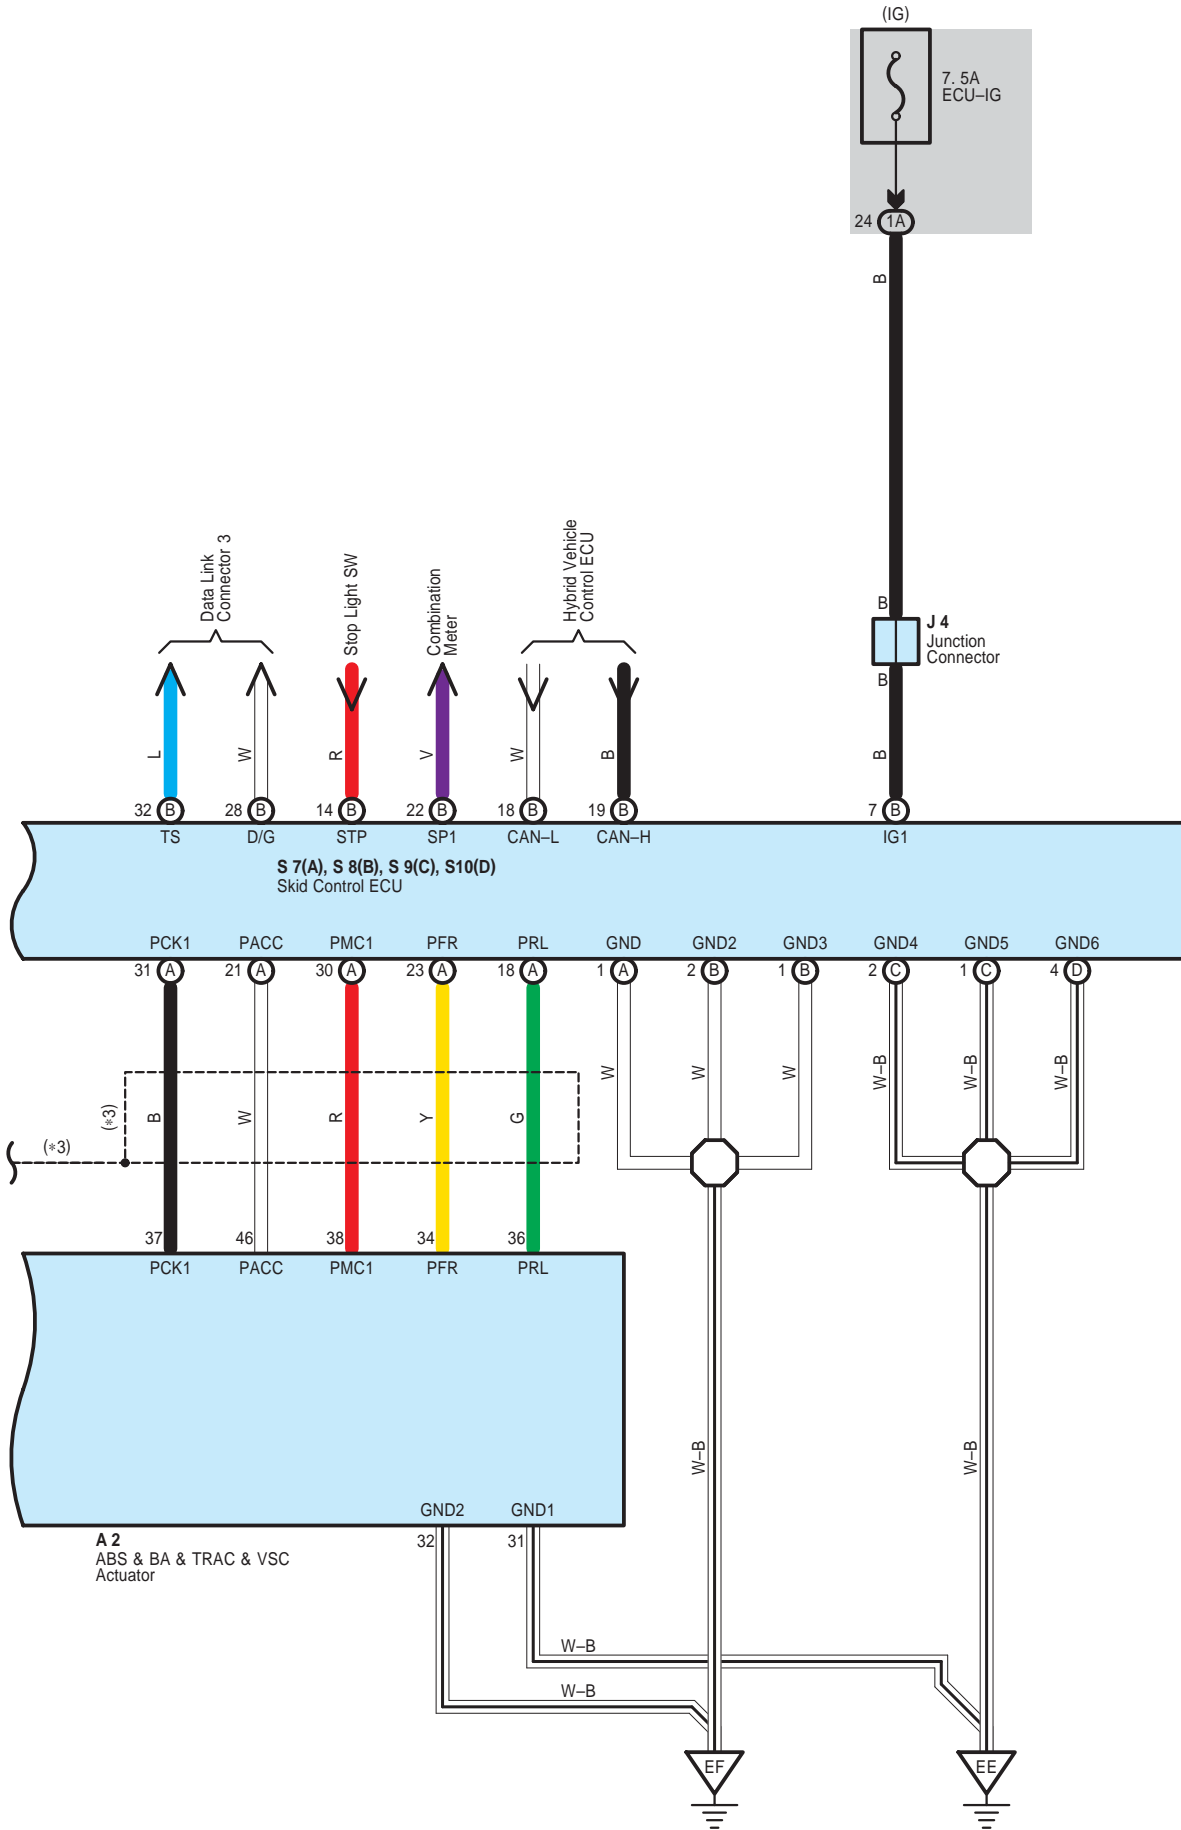 (IG)
7. 5A
ECU–IG
24 1A
B
Data Link
Connector 3
Stop Light SW
Combination
Meter
Hybrid Vehicle
Control ECU
B
J 4
Junction
Connector
B
L
W
R
V
W
B
B
32 B
28 B
14 B
22 B
18 B
19 B
7 B
TS
D/G
STP
SP1
CAN–L
CAN–H
IG1
S 7(A), S 8(B), S 9(C), S10(D)
Skid Control ECU
PCK1
PACC
PMC1
PFR
PRL
GND
GND2
GND3
GND4
GND5
GND6
31 A
21 A
30 A
23 A
18 A
1 A
2 B
1 B
2 C
1 C
4 D
W
W
W
W–B
W–B
W–B
(*3)
(*3)
B
W
R
Y
G
37
46
38
34
36
PCK1
PACC
PMC1
PFR
PRL
W–B
W–B
GND2
GND1
A 2
ABS & BA & TRAC & VSC
Actuator
32
31
W–B
W–B
EF
EE